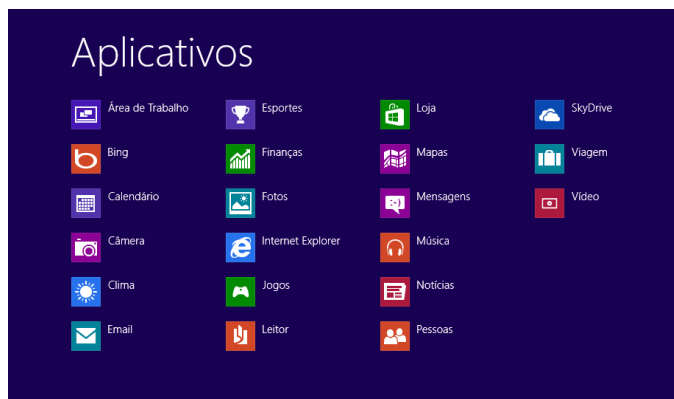 Aplicativos
Área de Trabalho
Bing
Calendário
Câmera
Clima
Email
Esportes
Finanças
Fotos
Internet Explorer
Jogos
Leitor
Loja
Mapas
Mensagens
Música
Notícias
Pessoas
SkyDrive
Viagem
Vídeo